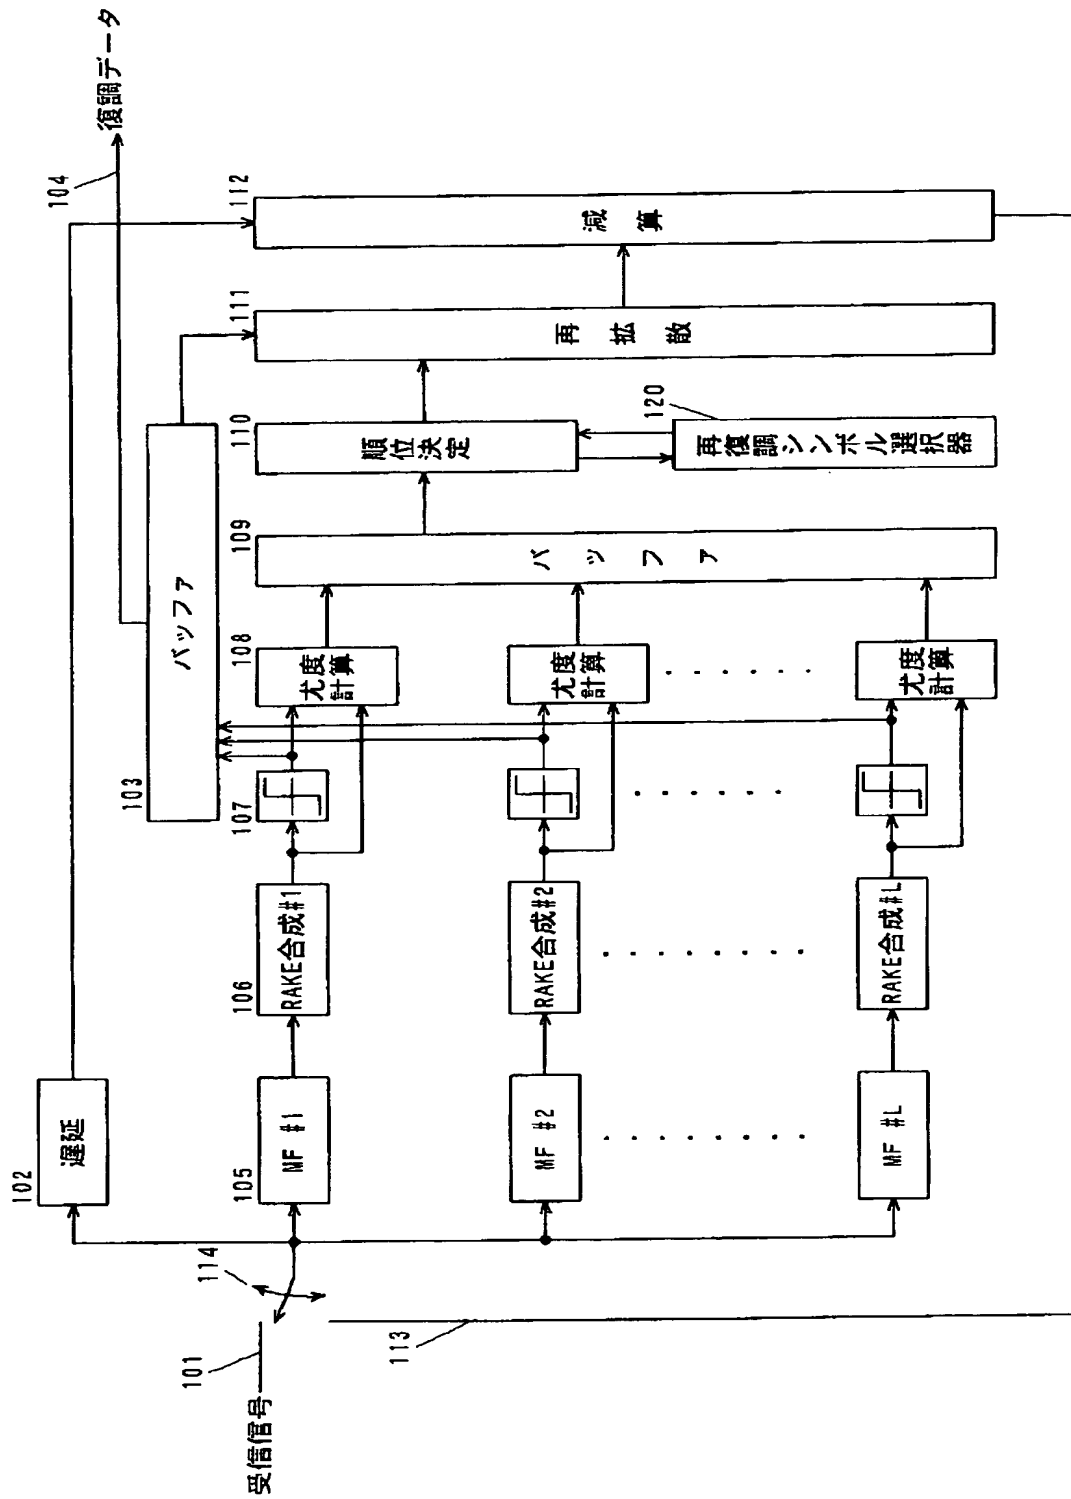 復調データ
104
112
減算
111
再拡散
110
順位決定
120
再復調シンボル選択器
109
バッファ
103
バッファ
108
尤度計算
尤度計算
尤度計算
107
106
RAKE合成#1
RAKE合成#2
RAKE合成#L
102
遅延
105
MF #1
MF #2
MF #L
114
101
受信信号
113